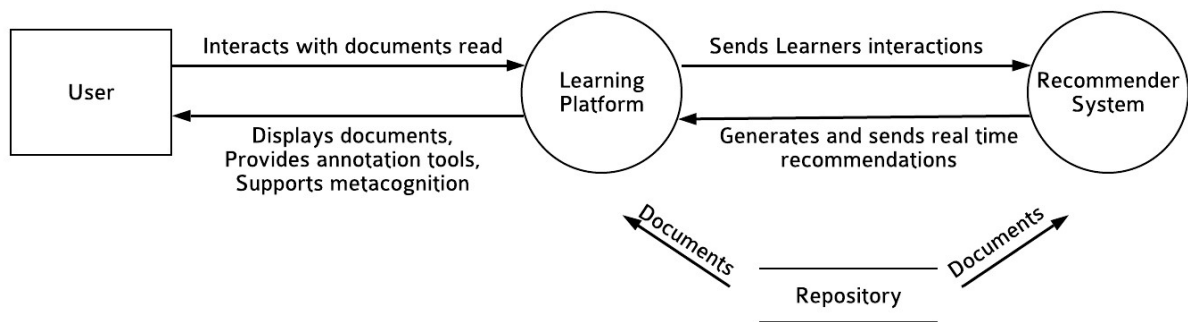 Interacts with documents read
Sends Learners interactions
User
Learning
Platform
Recommender
System
Displays documents,
Provides annotation tools,
Supports metacognition
Generates and sends real time
recommendations
Documents
Documents
Repository